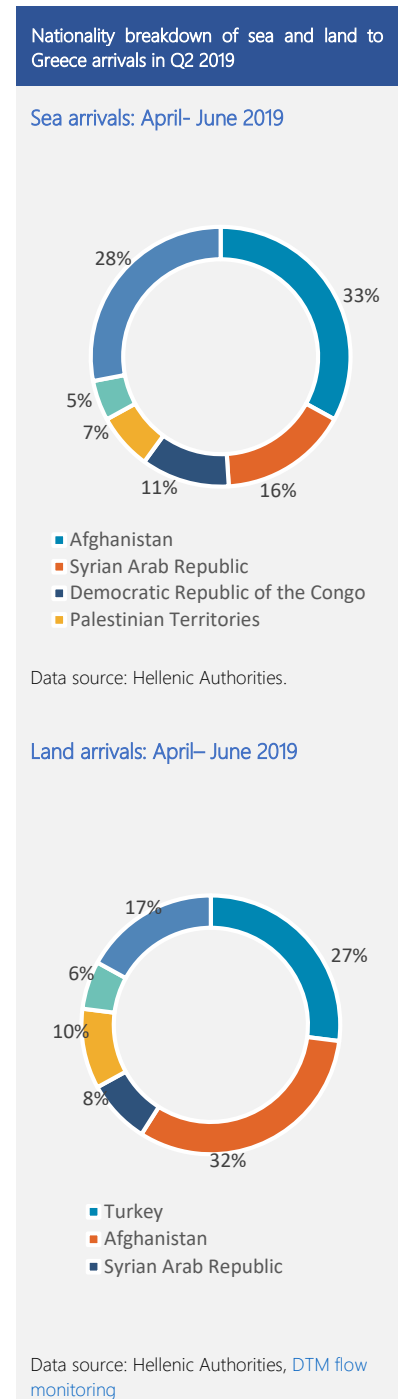 Nationality breakdown of sea and land to
Greece arrivals in Q2 2019
Sea arrivals: April- June 2019
28%
33%
5%
7%
11%
16%
Afghanistan
Syrian Arab Republic
Democratic Republic of the Congo
Palestinian Territories
Data source: Hellenic Authorities.
Land arrivals: April– June 2019
17%
27%
6%
10%
8%
32%
Turkey
Afghanistan
Syrian Arab Republic
Data source: Hellenic Authorities, DTM flow
monitoring